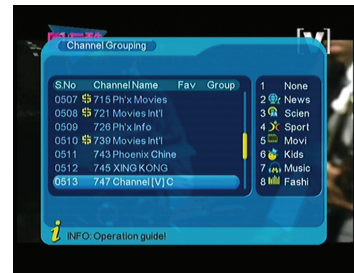 Channel Grouping
[V]
S.No Channel Name Fav Group
0507 715 Ph'x Movies
0508 721 Movies Int'l
0509 726 Ph'x Info
0510 739 Movies Int'l
0511 743 Phoenix Chine
0512 745 XING KONG
0513 747 Channel [V] C
1 None
2 News
3 Scien
4 Sport
5 Movi
6 Kids
7 Music
8 Fashi
i INFO: Operation guide!